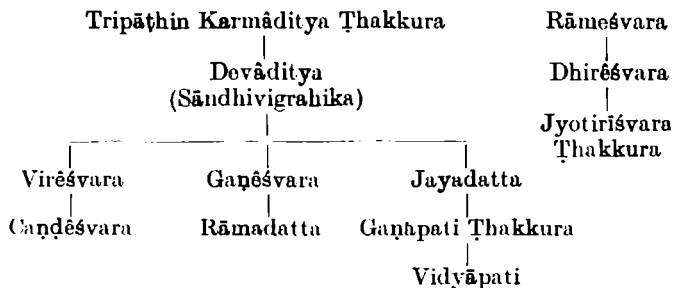 Tripāṭhin Karmâditya Ṭhakkura Rāmeśvara
Devâditya Dhirêśvara
(Sāndhivigrahika)
Jyotirīśvara
Ṭhakkura
Virêśvara Gaṇêśvara Jayadatta
Caṇḍêśvara Rāmadatta Gaṇapati Ṭhakkura
Vidyāpati